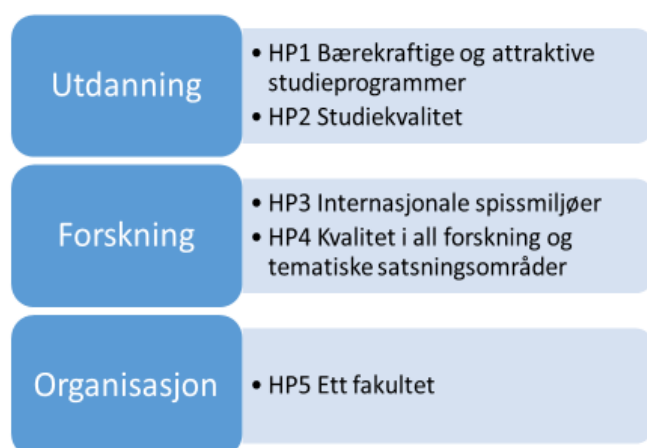 Utdanning
• HP1 Bærekraftige og attraktive
studieprogrammer
• HP2 Studiekvalitet
Forskning
• HP3 Internasjonale spissmiljøer
• HP4 Kvalitet i all forskning og
tematiske satsningsområder
Organisasjon
• HP5 Ett fakultet